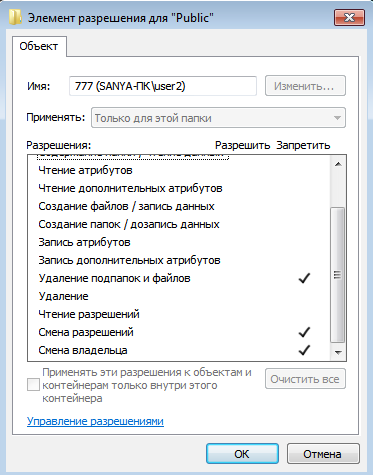 Элемент разрешения для "Public"
Объект
Имя: 777 (SANYA-ПК\user2) Изменить...
Применять: Только для этой папки
Разрешения: Разрешить Запретить
Чтение атрибутов
Чтение дополнительных атрибутов
Создание файлов / запись данных
Создание папок / дозапись данных
Запись атрибутов
Запись дополнительных атрибутов
Удаление подпапок и файлов
Удаление
Чтение разрешений
Смена разрешений
Смена владельца
Применять эти разрешения к объектам и Очистить все
контейнерам только внутри этого
контейнера
Управление разрешениями
ОК Отмена